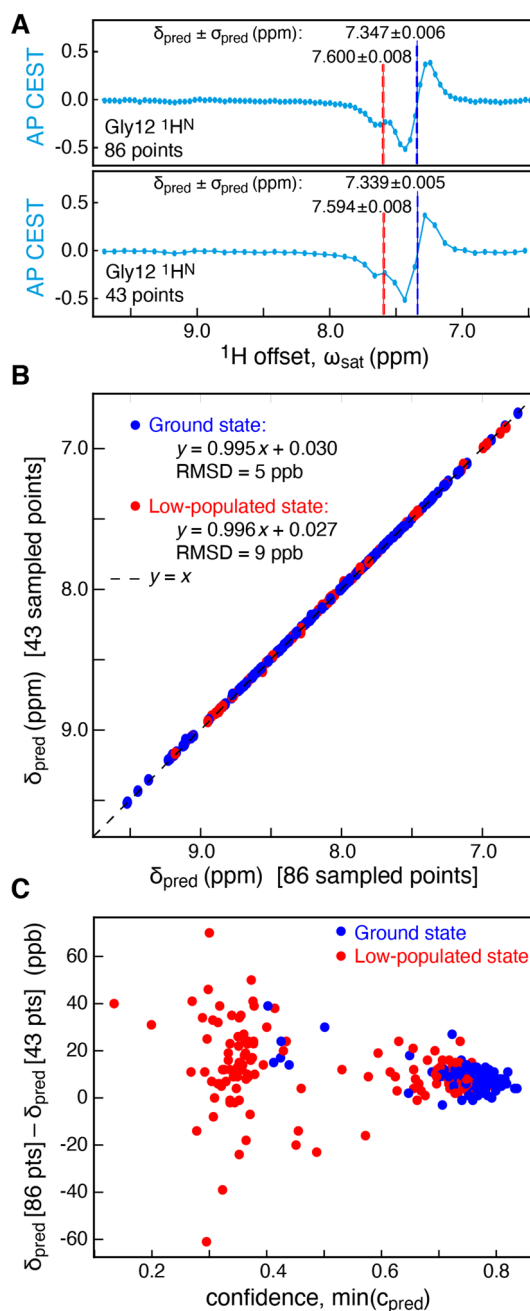 A
δpred ± σpred (ppm):
7.347±0.006
7.600±0.008
0.5
0.0
-0.5
AP CEST
Gly12 ¹Hᴺ
86 points
δpred ± σpred (ppm):
7.339±0.005
7.594±0.008
0.5
0.0
-0.5
AP CEST
Gly12 ¹Hᴺ
43 points
9.0 8.0 7.0
¹H offset, ωsat (ppm)
B
Ground state:
y = 0.995 x + 0.030
RMSD = 5 ppb
Low-populated state:
y = 0.996 x + 0.027
RMSD = 9 ppb
y = x
7.0
8.0
9.0
δpred (ppm) [43 sampled points]
9.0 8.0 7.0
δpred (ppm) [86 sampled points]
C
Ground state
Low-populated state
60
40
20
0
-20
-40
-60
δpred [86 pts] – δpred [43 pts] (ppb)
0.2 0.4 0.6 0.8
confidence, min(cpred)